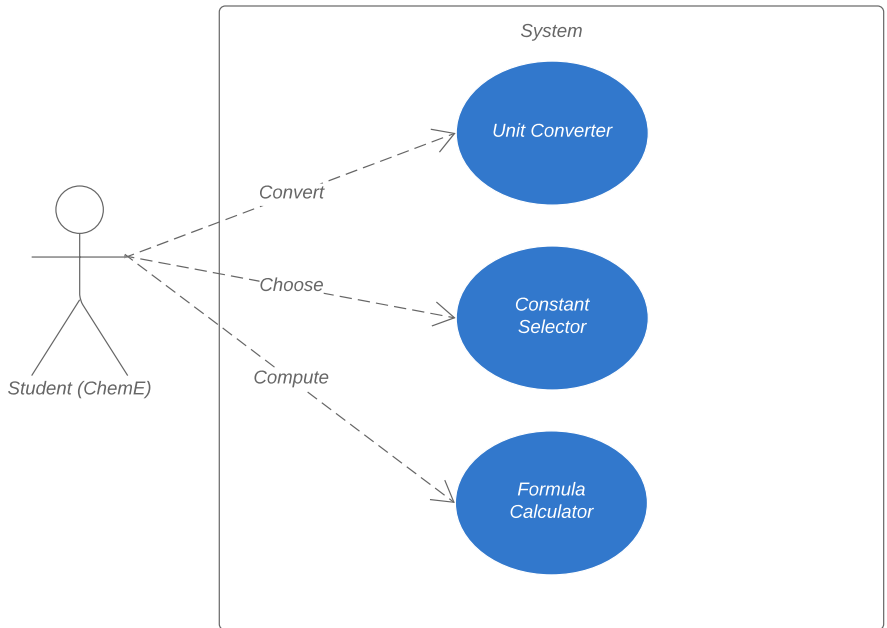 System
Unit Converter
Convert
Choose
Constant
Selector
Compute
Student (ChemE)
Formula
Calculator